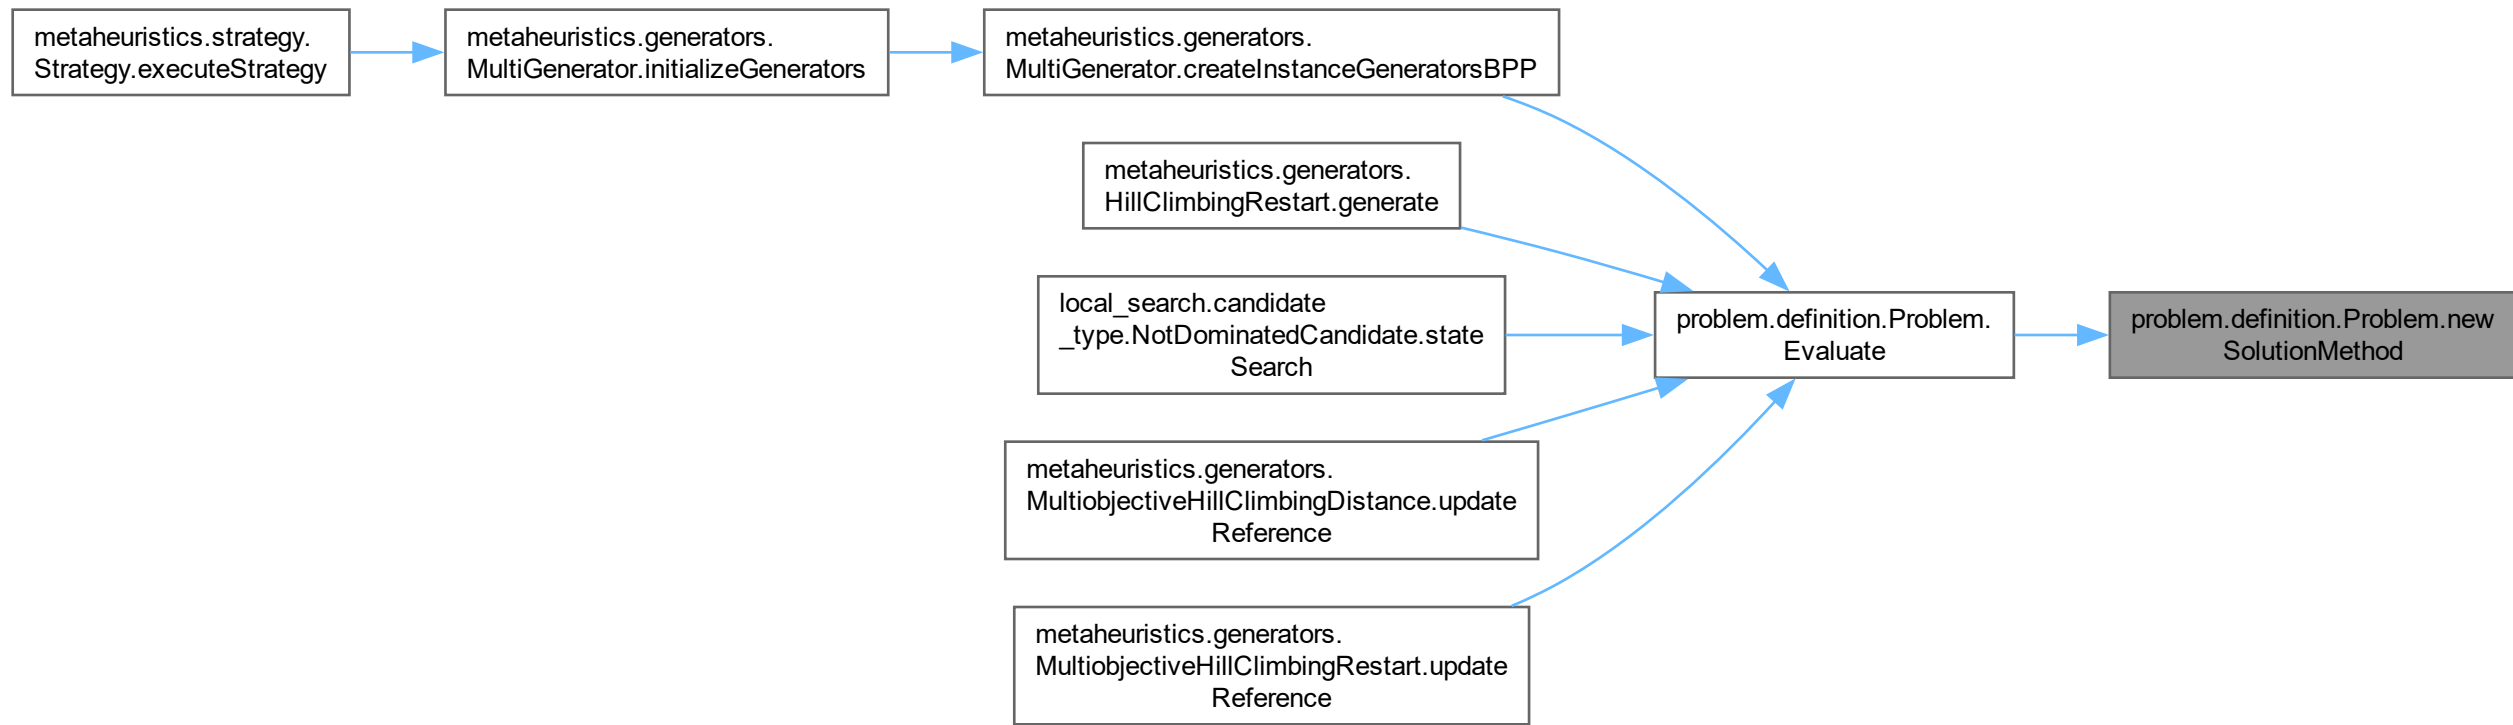 metaheuristics.strategy.
Strategy.executeStrategy
metaheuristics.generators.
MultiGenerator.initializeGenerators
metaheuristics.generators.
MultiGenerator.createInstanceGeneratorsBPP
metaheuristics.generators.
HillClimbingRestart.generate
local_search.candidate
_type.NotDominatedCandidate.state
Search
metaheuristics.generators.
MultiobjectiveHillClimbingDistance.update
Reference
metaheuristics.generators.
MultiobjectiveHillClimbingRestart.update
Reference
problem.definition.Problem.
Evaluate
problem.definition.Problem.new
SolutionMethod